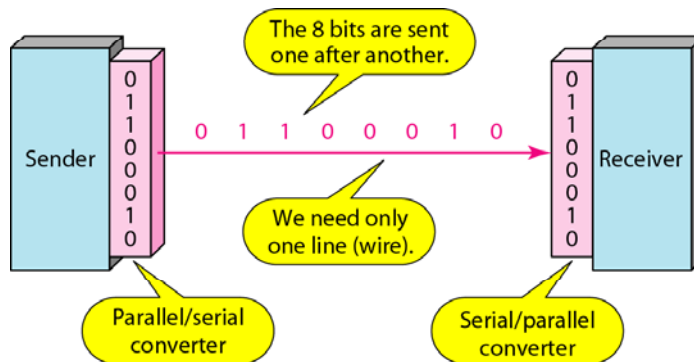 The 8 bits are sent
one after another.
0
1
1
0
0
0
1
0
0 1 1 0 0 0 1 0
0
1
1
0
0
0
1
0
Sender
Receiver
We need only
one line (wire).
Parallel/serial
converter
Serial/parallel
converter